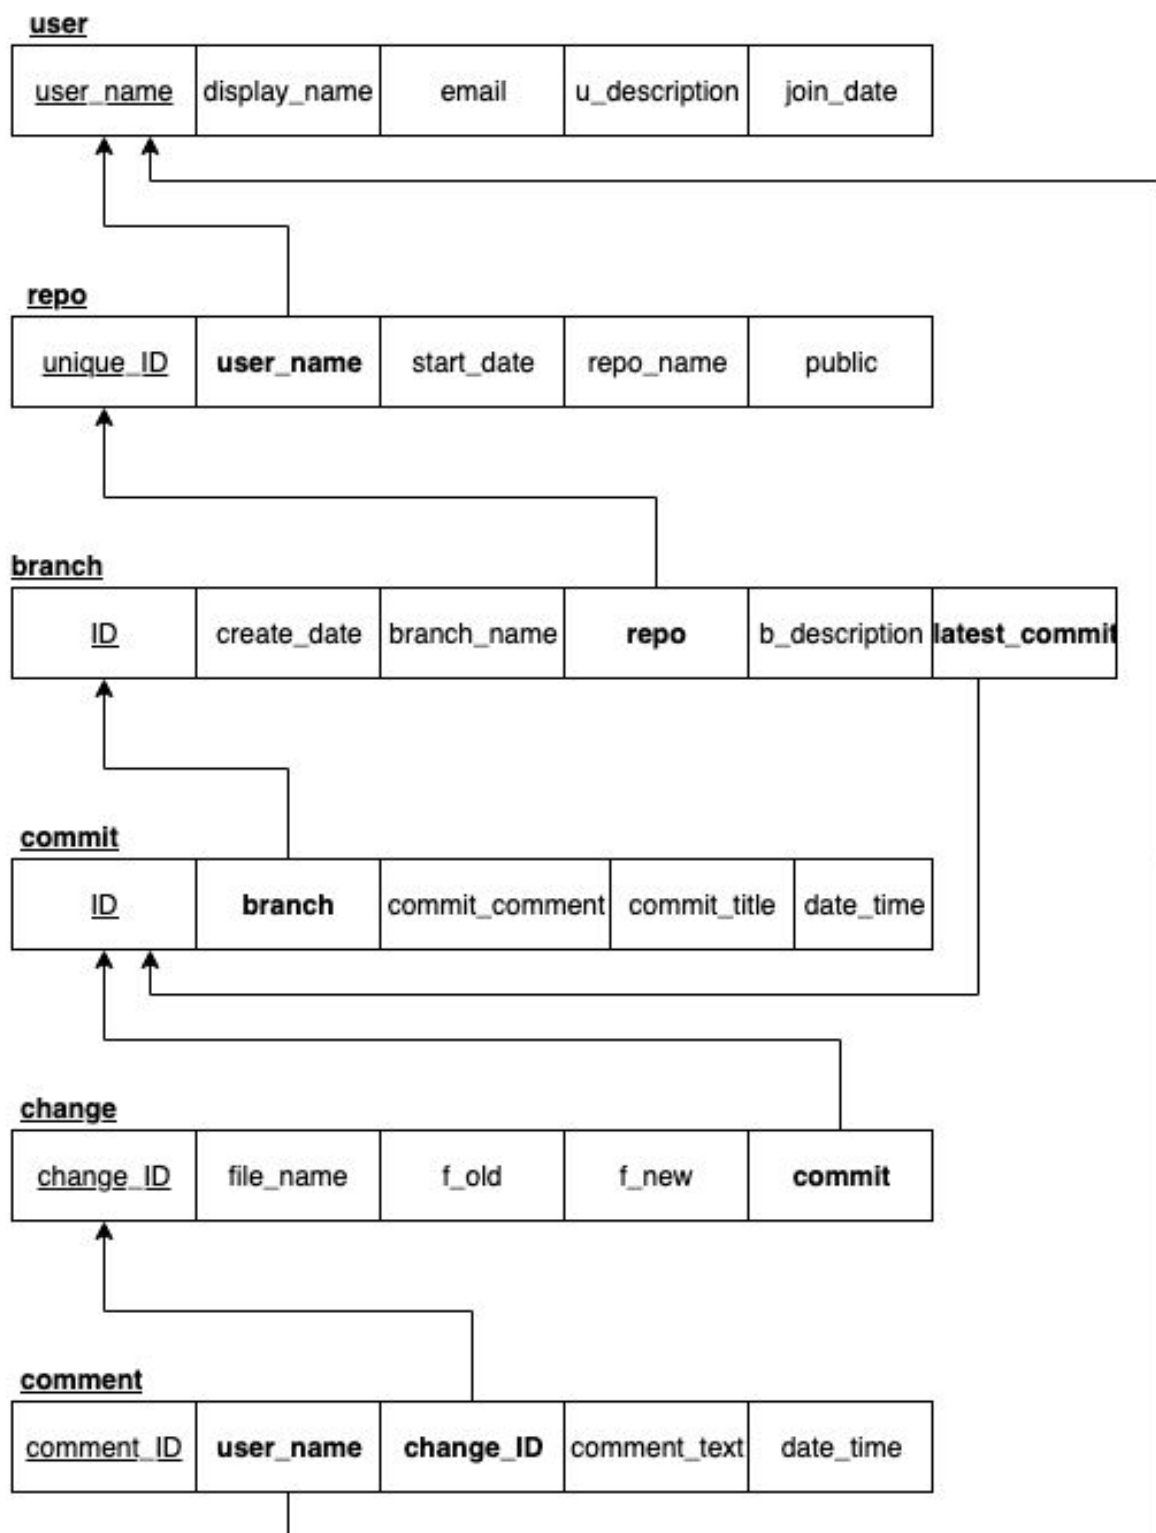 user
user_name display_name email u_description join_date
repo
unique_ID user_name start_date repo_name public
branch
ID create_date branch_name repo b_description latest_commit
commit
ID branch commit_comment commit_title date_time
change
change_ID file_name f_old f_new commit
comment
comment_ID user_name change_ID comment_text date_time